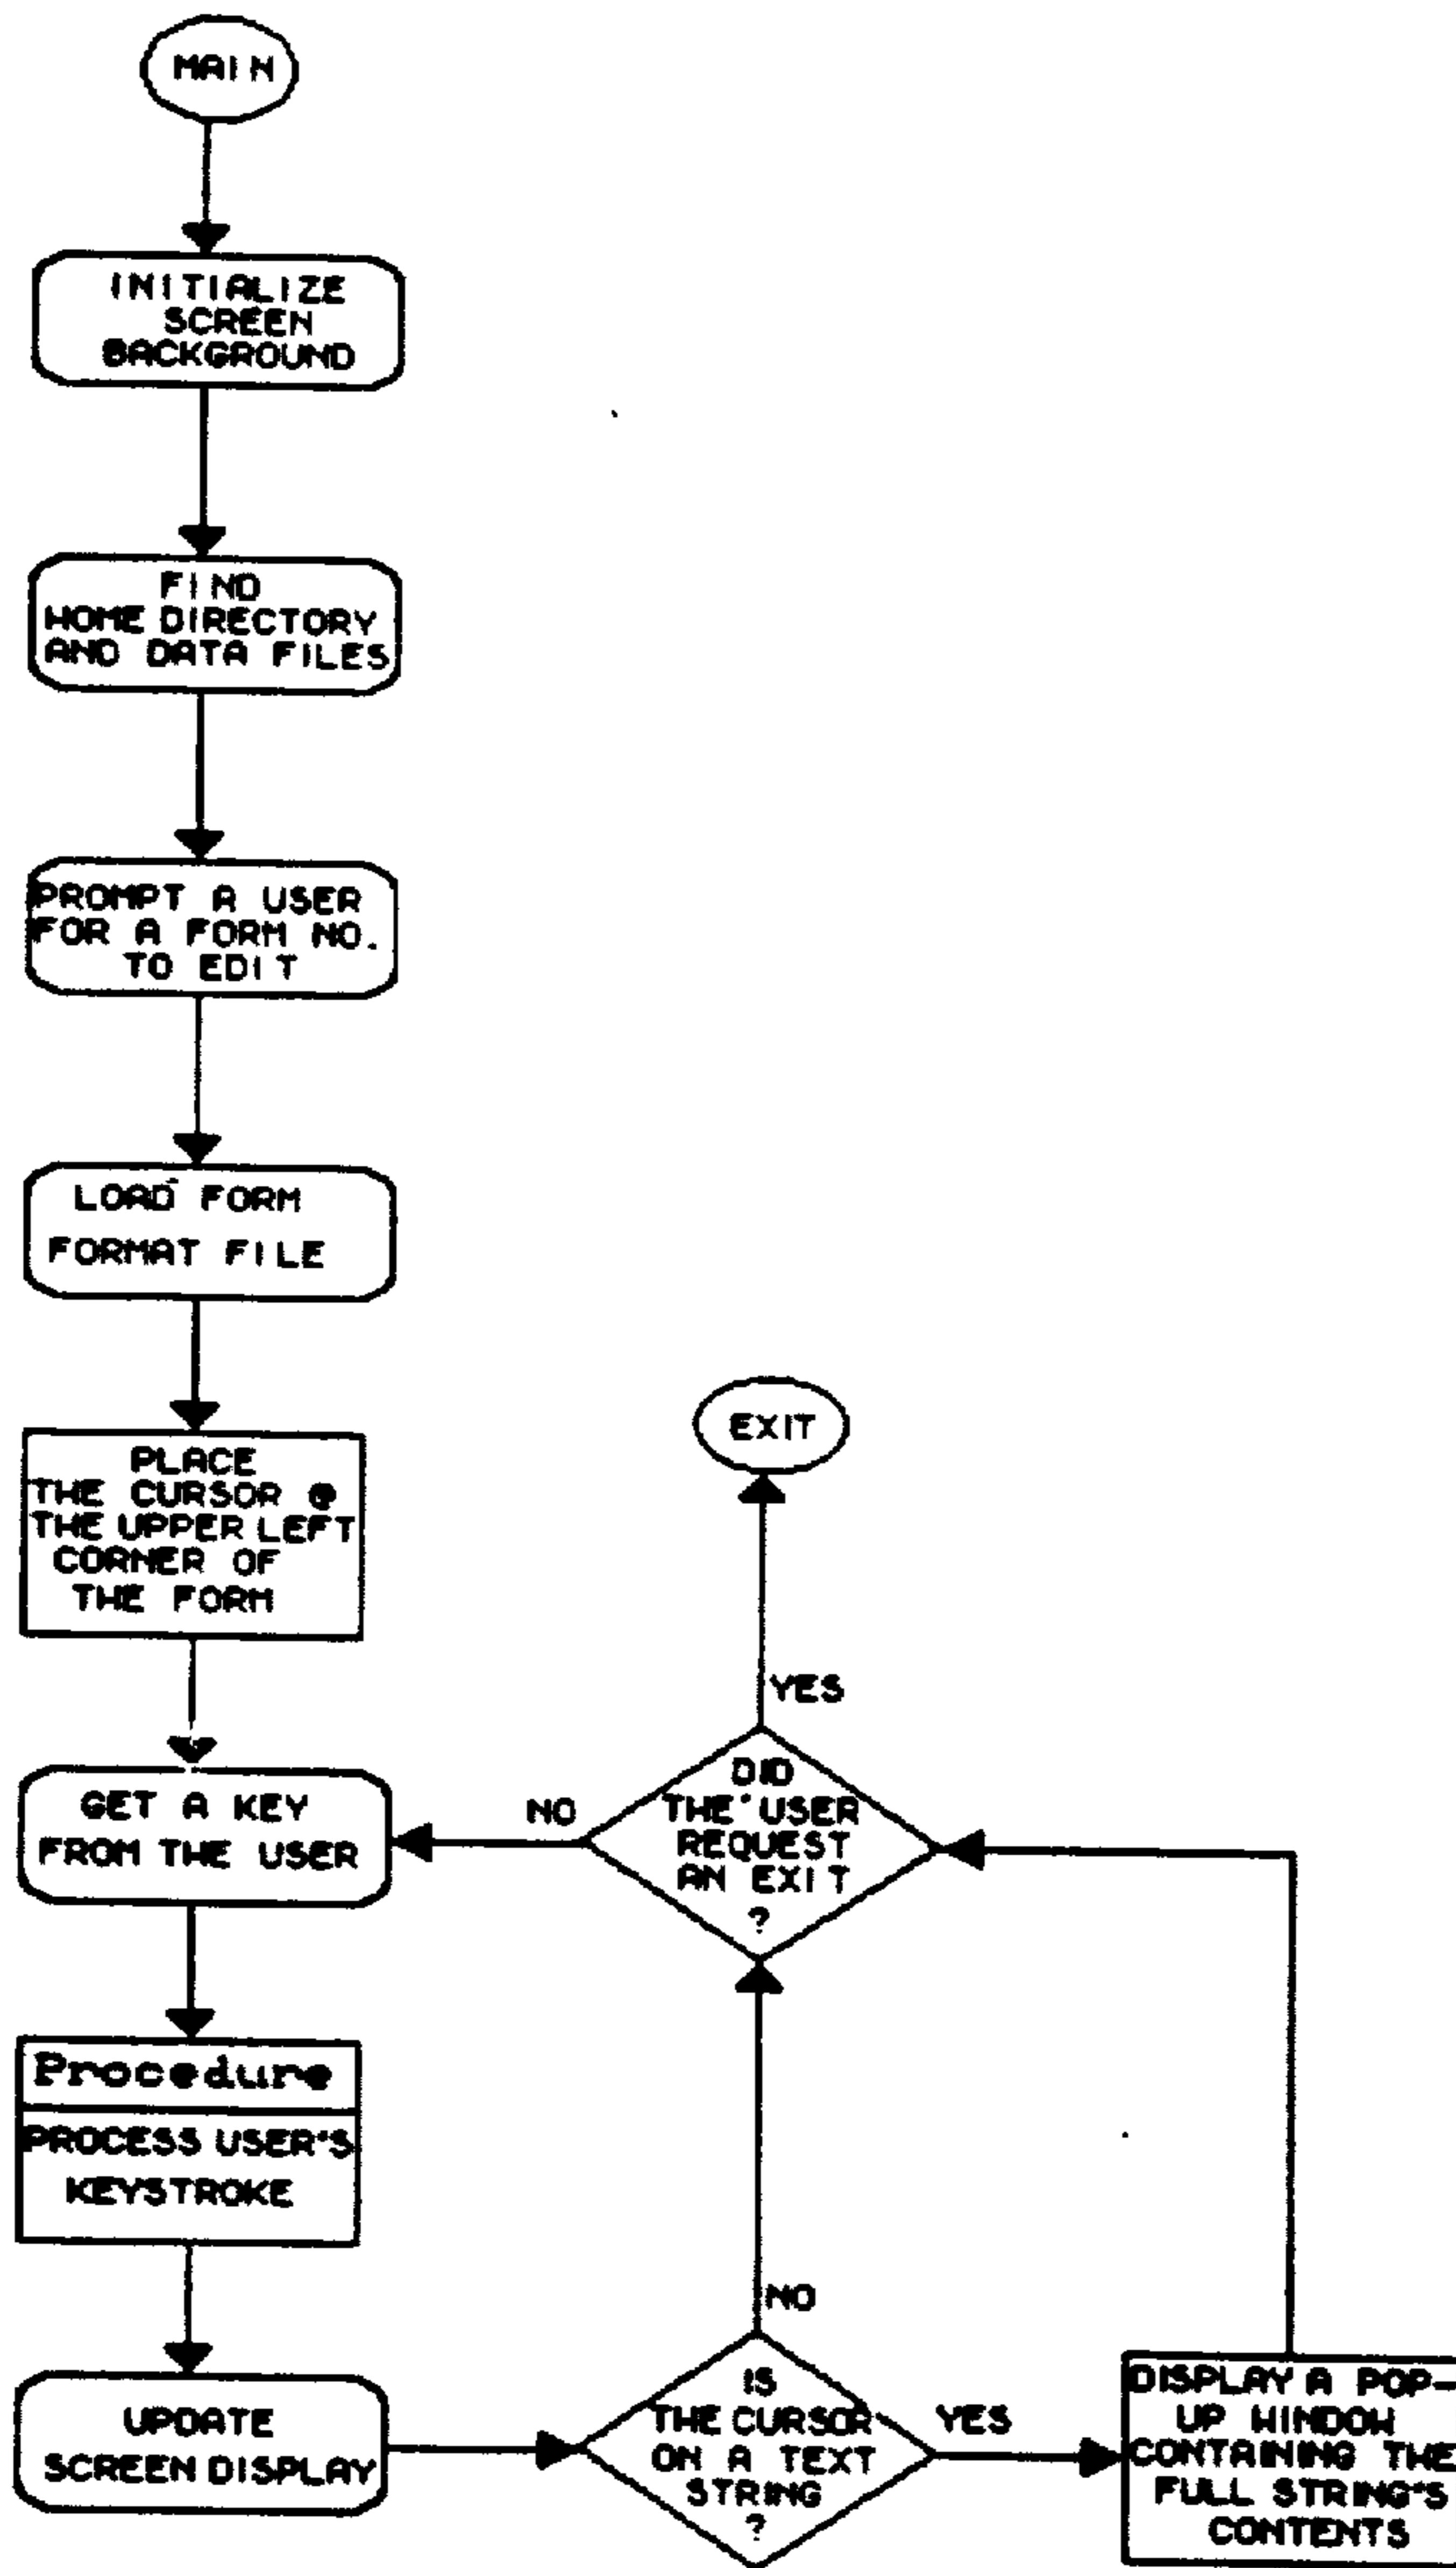 MAIN
INITIALIZE
SCREEN
BACKGROUND
FIND
HOME DIRECTORY
AND DATA FILES
PROMPT A USER
FOR A FORM NO.
TO EDIT
LOAD FORM
FORMAT FILE
PLACE
THE CURSOR @
THE UPPER LEFT
CORNER OF
THE FORM
EXIT
YES
GET A KEY
FROM THE USER
NO
DID
THE USER
REQUEST
AN EXIT
?
Procedure
PROCESS USER'S
KEYSTROKE
NO
UPDATE
SCREEN DISPLAY
IS
THE CURSOR
ON A TEXT
STRING
?
YES
DISPLAY A POP-
UP WINDOW
CONTAINING THE
FULL STRING'S
CONTENTS